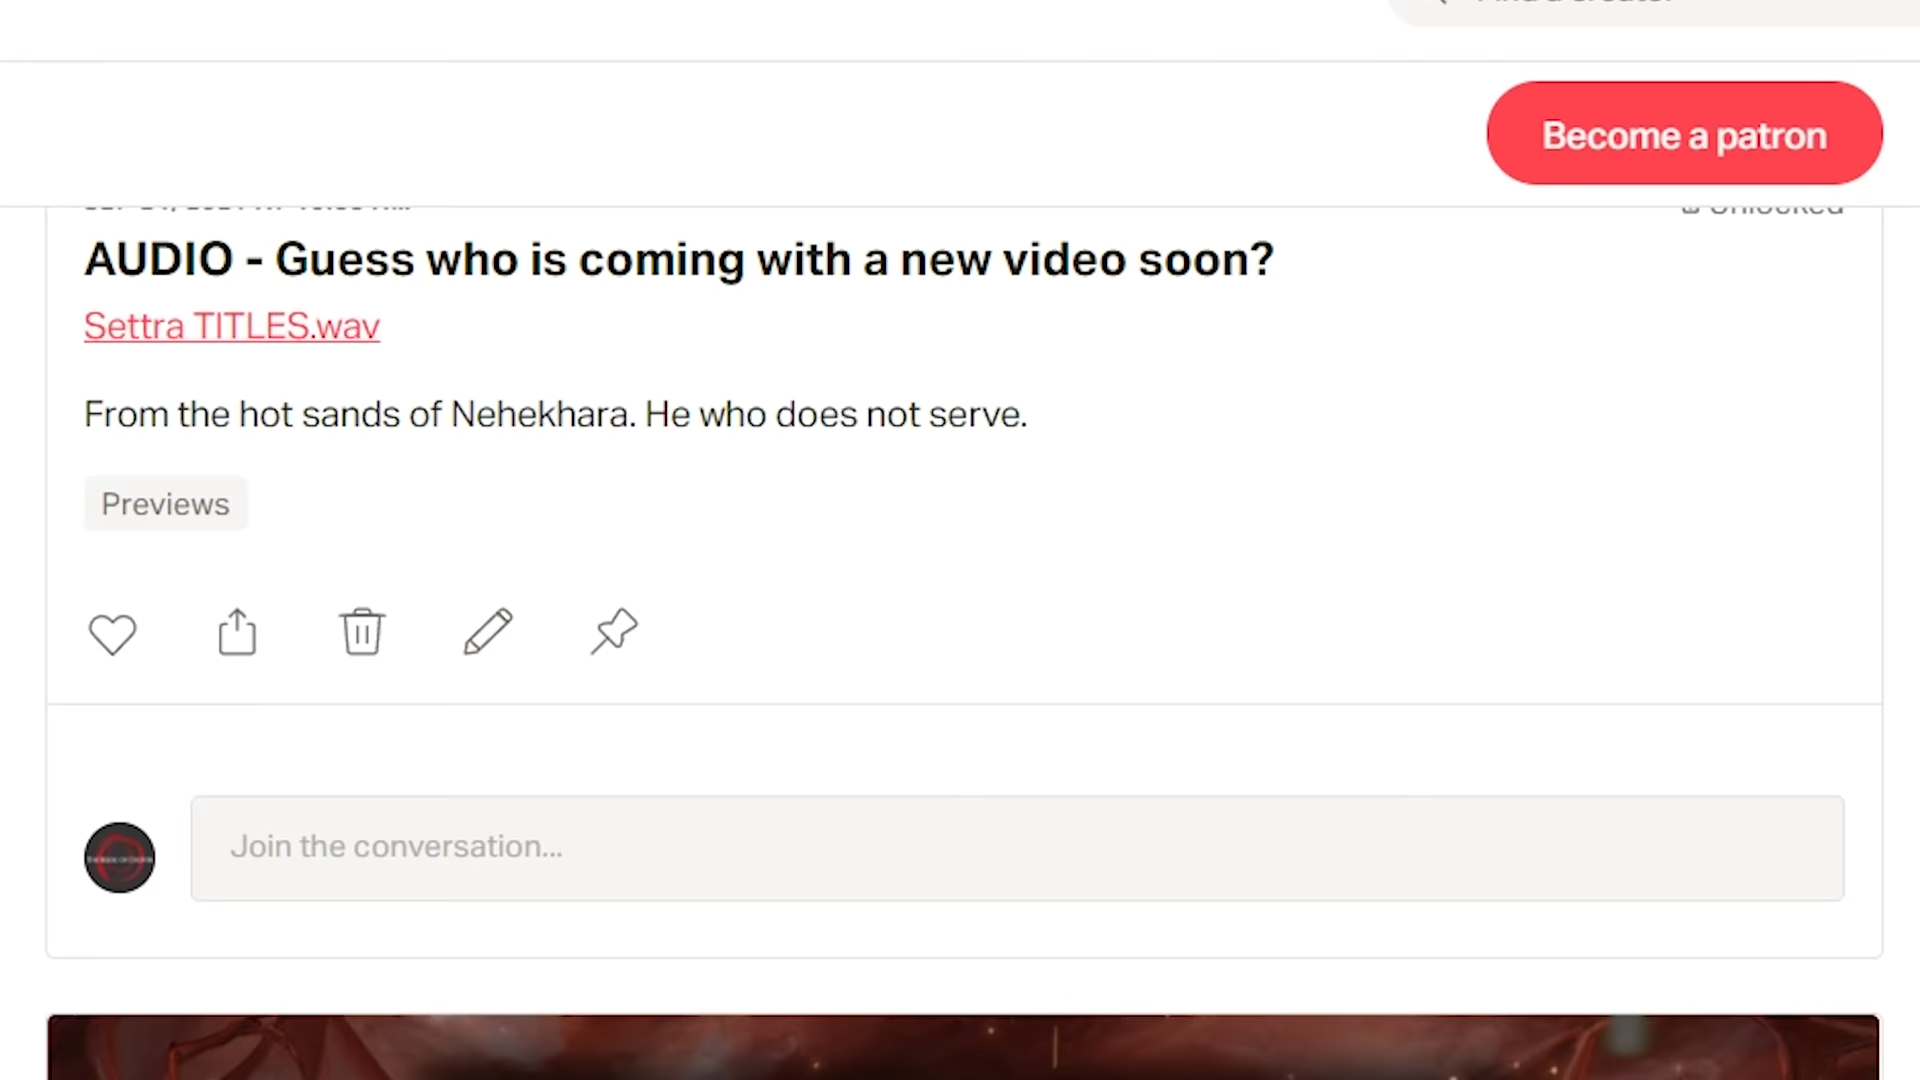 Become a patron
Unlocked
AUDIO - Guess who is coming with a new video soon?
Settra TITLES.wav
From the hot sands of Nehekhara. He who does not serve.
Previews
Join the conversation...